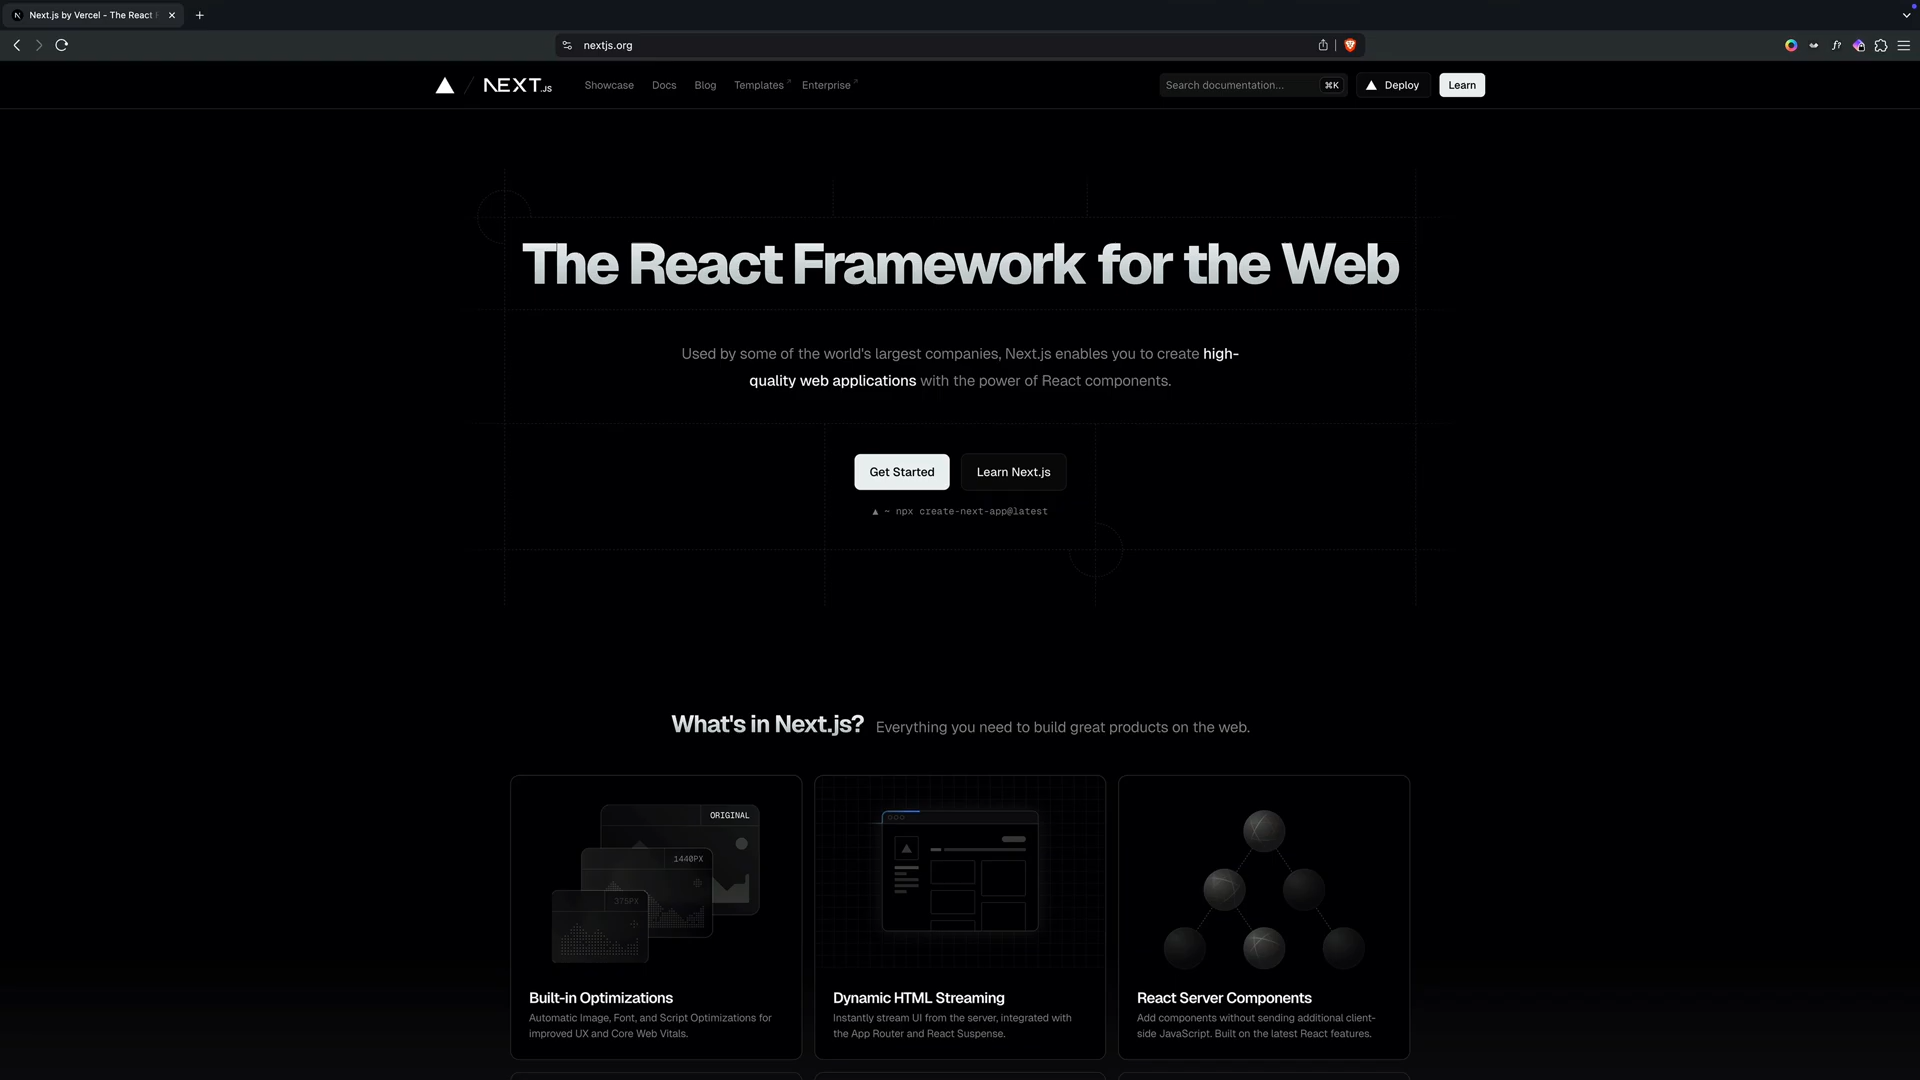 Next.js by Vercel - The React
nextjs.org
NEXT.JS
Showcase
Docs
Blog
Templates
Enterprise
Search documentation...
⌘K
Deploy
Learn
The React Framework for the Web
Used by some of the world's largest companies, Next.js enables you to create high-
quality web applications with the power of React components.
Get Started
Learn Next.js
▲ ~ npx create-next-app@latest
What's in Next.js?
Everything you need to build great products on the web.
ORIGINAL
1440PX
375PX
Built-in Optimizations
Automatic Image, Font, and Script Optimizations for
improved UX and Core Web Vitals.
Dynamic HTML Streaming
Instantly stream UI from the server, integrated with
the App Router and React Suspense.
React Server Components
Add components without sending additional client-
side JavaScript. Built on the latest React features.